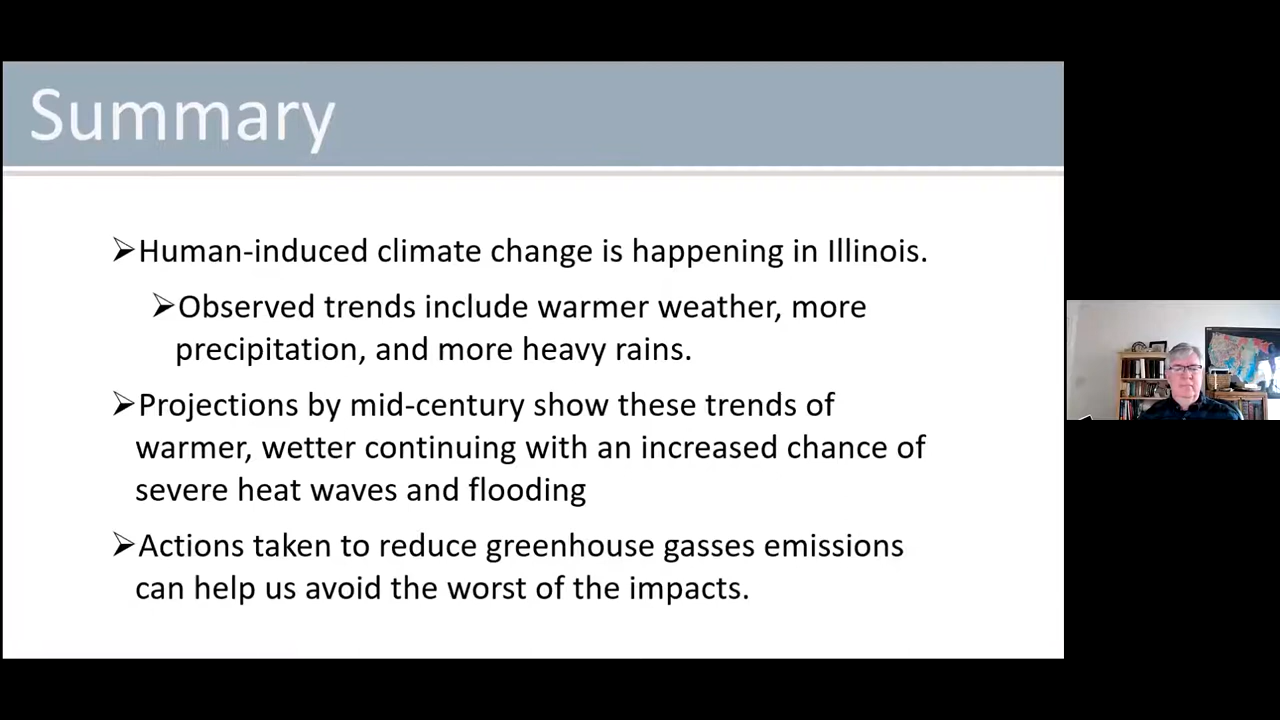 Summary
➢Human-induced climate change is happening in Illinois.
➢Observed trends include warmer weather, more
precipitation, and more heavy rains.
➢Projections by mid-century show these trends of
warmer, wetter continuing with an increased chance of
severe heat waves and flooding
➢Actions taken to reduce greenhouse gasses emissions
can help us avoid the worst of the impacts.